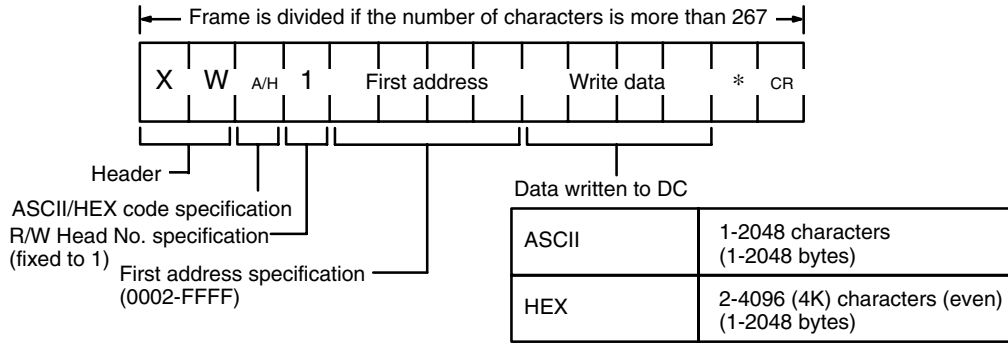 Frame is divided if the number of characters is more than 267
X W A/H 1 First address Write data * CR
Header
Data written to DC
ASCII/HEX code specification
R/W Head No. specification
(fixed to 1)
First address specification
(0002-FFFF)
ASCII 1-2048 characters
(1-2048 bytes)
HEX 2-4096 (4K) characters (even)
(1-2048 bytes)